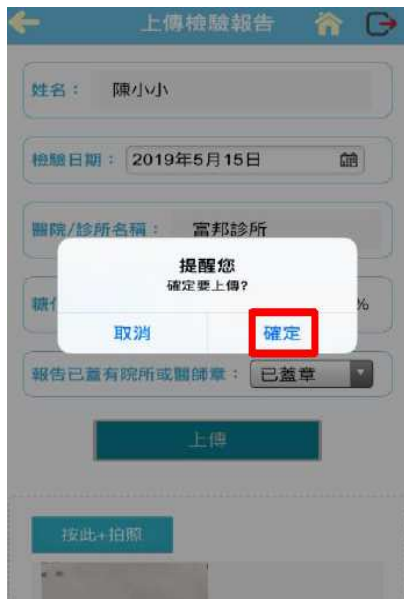 上傳檢驗報告
姓名： 陳小小
檢驗日期： 2019年5月15日
醫院/診所名稱： 富邦診所
提醒您
確定要上傳?
糖 %
取消 確定
報告已蓋有院所或醫師章： 已蓋章
上傳
按此+拍照